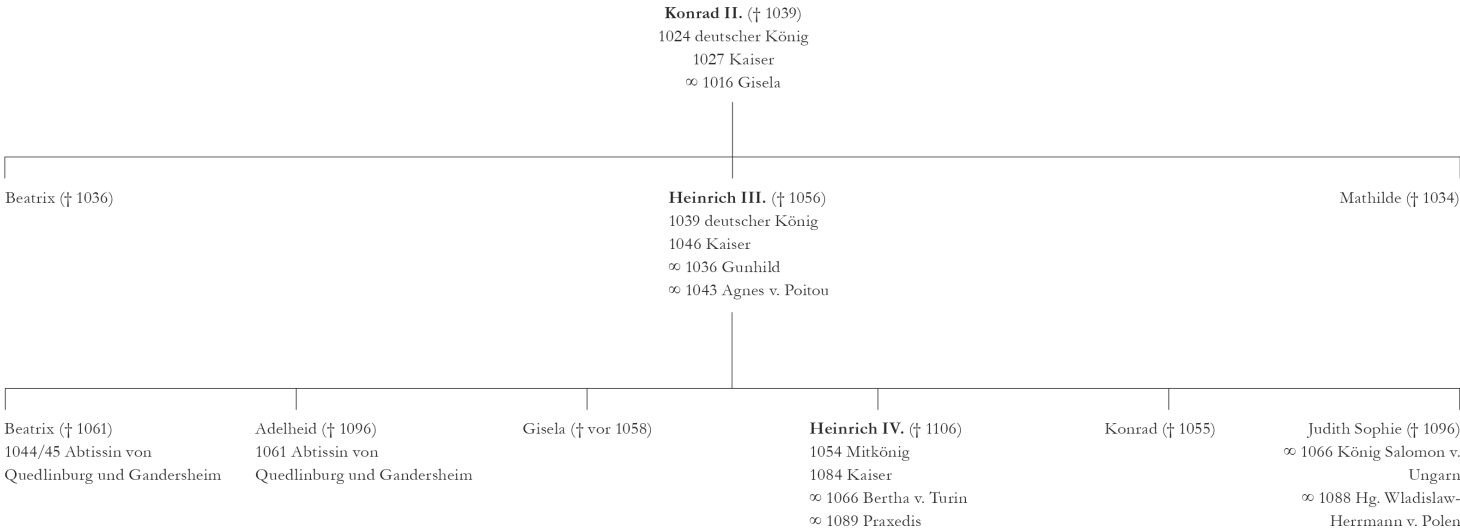 Konrad II. († 1039)
1024 deutscher König
1027 Kaiser
∞ 1016 Gisela
Beatrix († 1036)
Heinrich III. († 1056)
1039 deutscher König
1046 Kaiser
∞ 1036 Gunhild
∞ 1043 Agnes v. Poitou
Mathilde († 1034)
Beatrix († 1061)
1044/45 Abtissin von
Quedlinburg und Gandersheim
Adelheid († 1096)
1061 Abtissin von
Quedlinburg und Gandersheim
Gisela († vor 1058)
Heinrich IV. († 1106)
1054 Mitkönig
1084 Kaiser
∞ 1066 Bertha v. Turin
∞ 1089 Praxedis
Konrad († 1055)
Judith Sophie († 1096)
∞ 1066 König Salomon v.
Ungarn
∞ 1088 Hg. Wladislaw-
Herrmann v. Polen